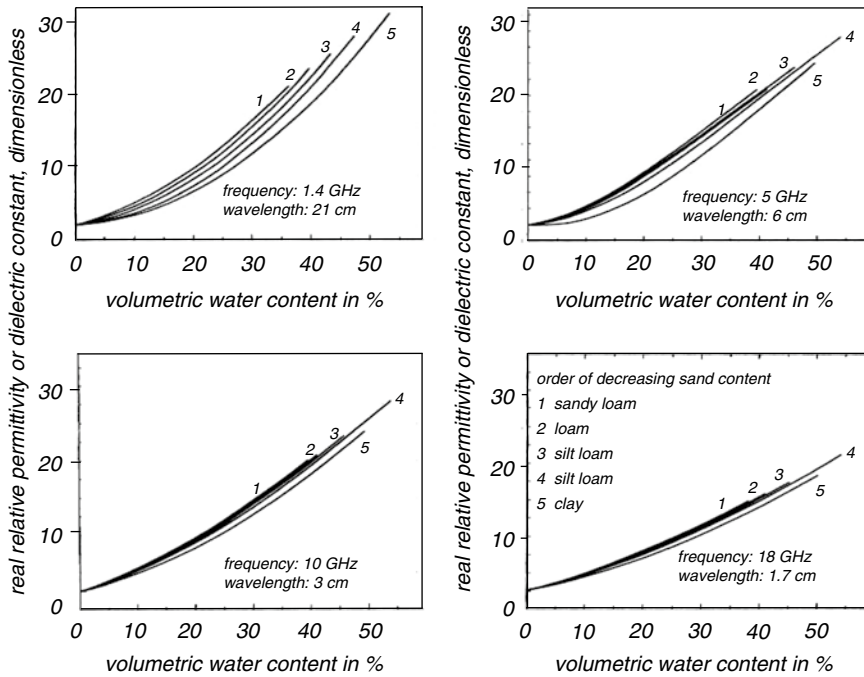 real relative permittivity or dielectric constant, dimensionless
30
20
10
0
1
2
3
4
5
frequency: 1.4 GHz
wavelength: 21 cm
0 10 20 30 40 50
volumetric water content in %
real relative permittivity or dielectric constant, dimensionless
30
20
10
0
1
2
3
4
5
frequency: 5 GHz
wavelength: 6 cm
0 10 20 30 40 50
volumetric water content in %
30
20
10
0
1
2
3
4
5
frequency: 10 GHz
wavelength: 3 cm
0 10 20 30 40 50
volumetric water content in %
30
20
10
0
order of decreasing sand content
1 sandy loam
2 loam
3 silt loam
4 silt loam
5 clay
1
2
3
4
5
frequency: 18 GHz
wavelength: 1.7 cm
0 10 20 30 40 50
volumetric water content in %